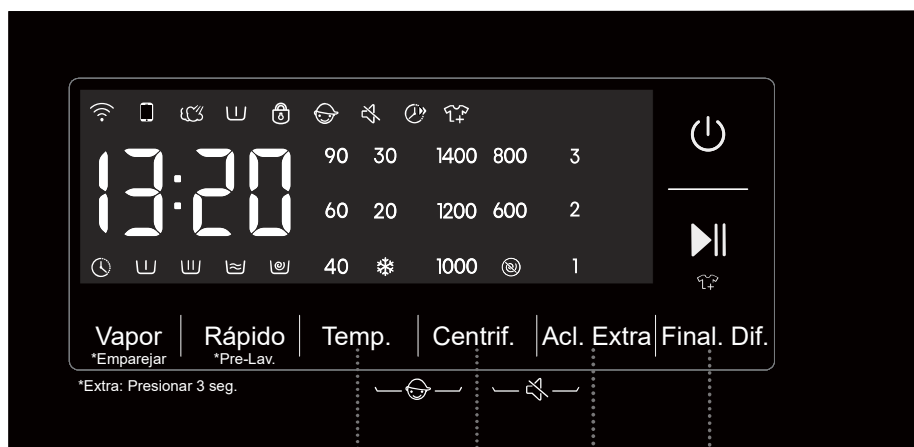 90 30 1400 800 3
13:20
60 20 1200 600 2
40 1000 1
Vapor Rápido Temp. Centrif. Acl. Extra Final. Dif.
*Emparejar *Pre-Lav.
*Extra: Presionar 3 seg.